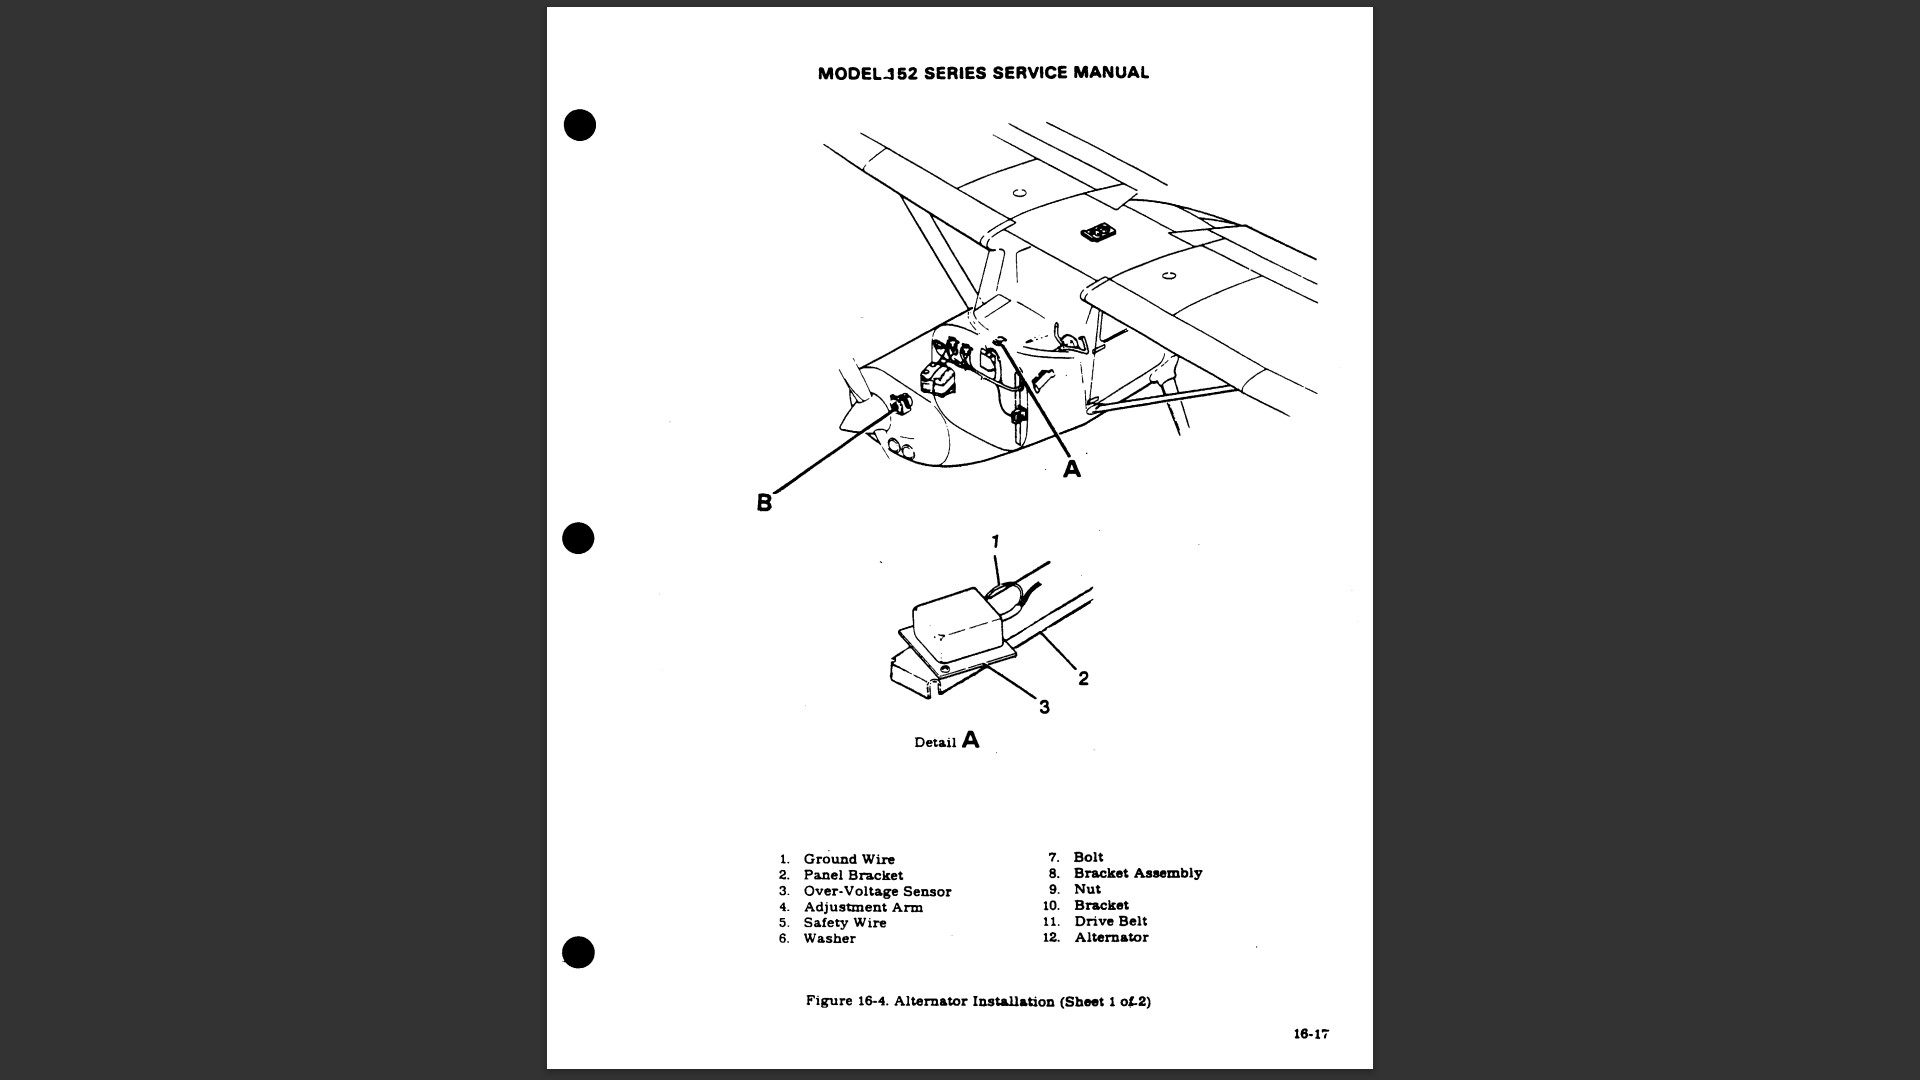 MODEL 152 SERIES SERVICE MANUAL
A
B
1
2
3
Detail A
1. Ground Wire
2. Panel Bracket
3. Over-Voltage Sensor
4. Adjustment Arm
5. Safety Wire
6. Washer
7. Bolt
8. Bracket Assembly
9. Nut
10. Bracket
11. Drive Belt
12. Alternator
Figure 16-4. Alternator Installation (Sheet 1 of 2)
16-17